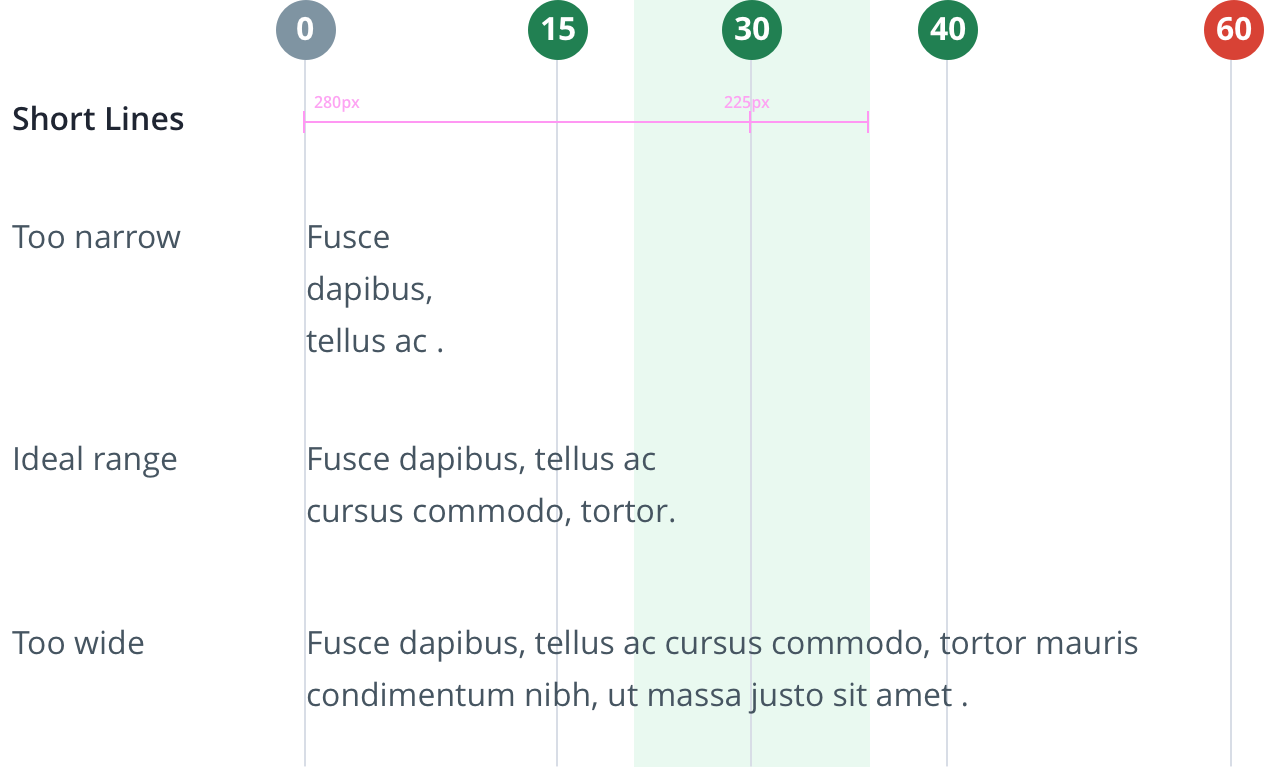 0 15 30 40 60
280px 225px
Short Lines
Too narrow Fusce
dapibus,
tellus ac .
Ideal range Fusce dapibus, tellus ac
cursus commodo, tortor.
Too wide Fusce dapibus, tellus ac cursus commodo, tortor mauris
condimentum nibh, ut massa justo sit amet .